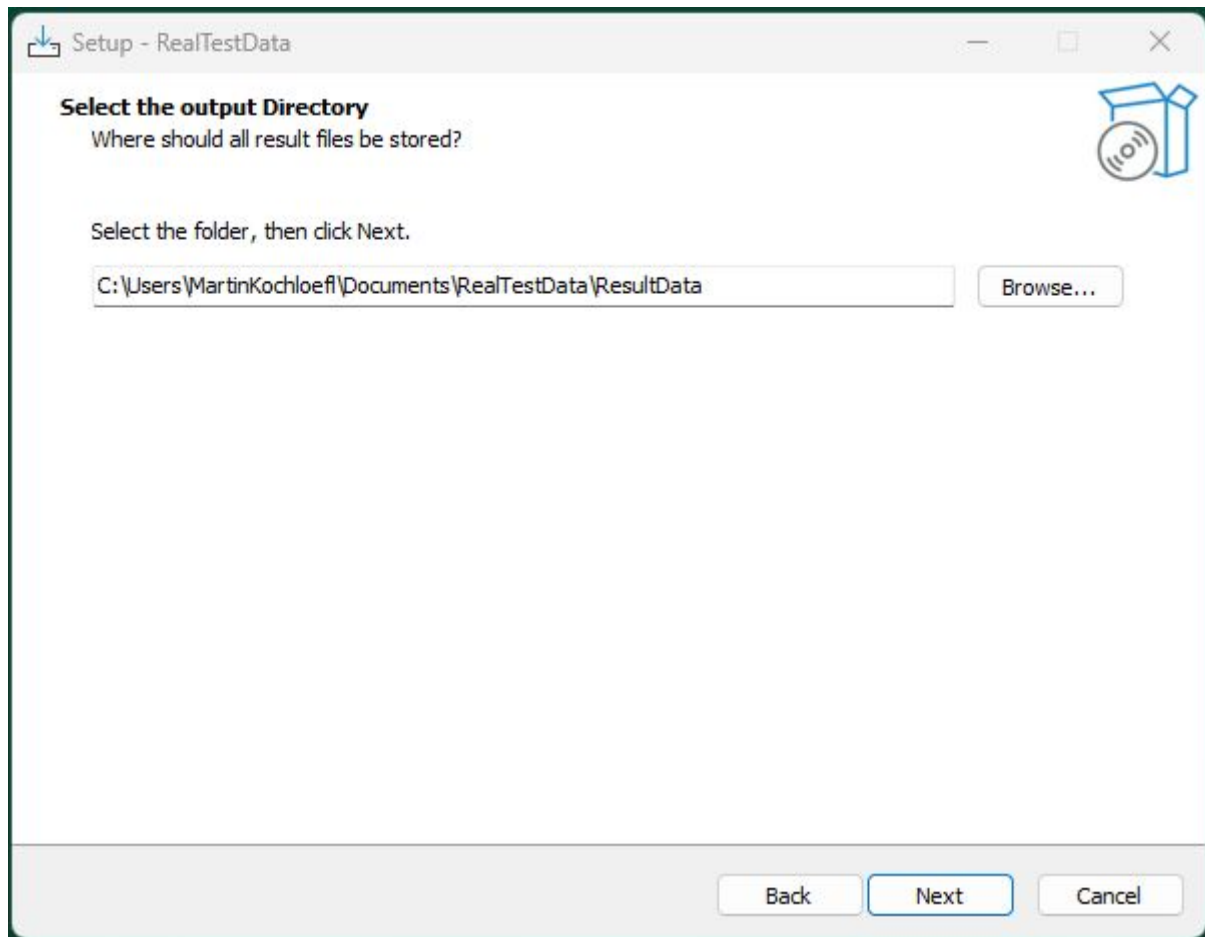 Setup - RealTestData
Select the output Directory
Where should all result files be stored?
Select the folder, then click Next.
C:\Users\MartinKochloefl\Documents\RealTestData\ResultData
Browse...
Back
Next
Cancel